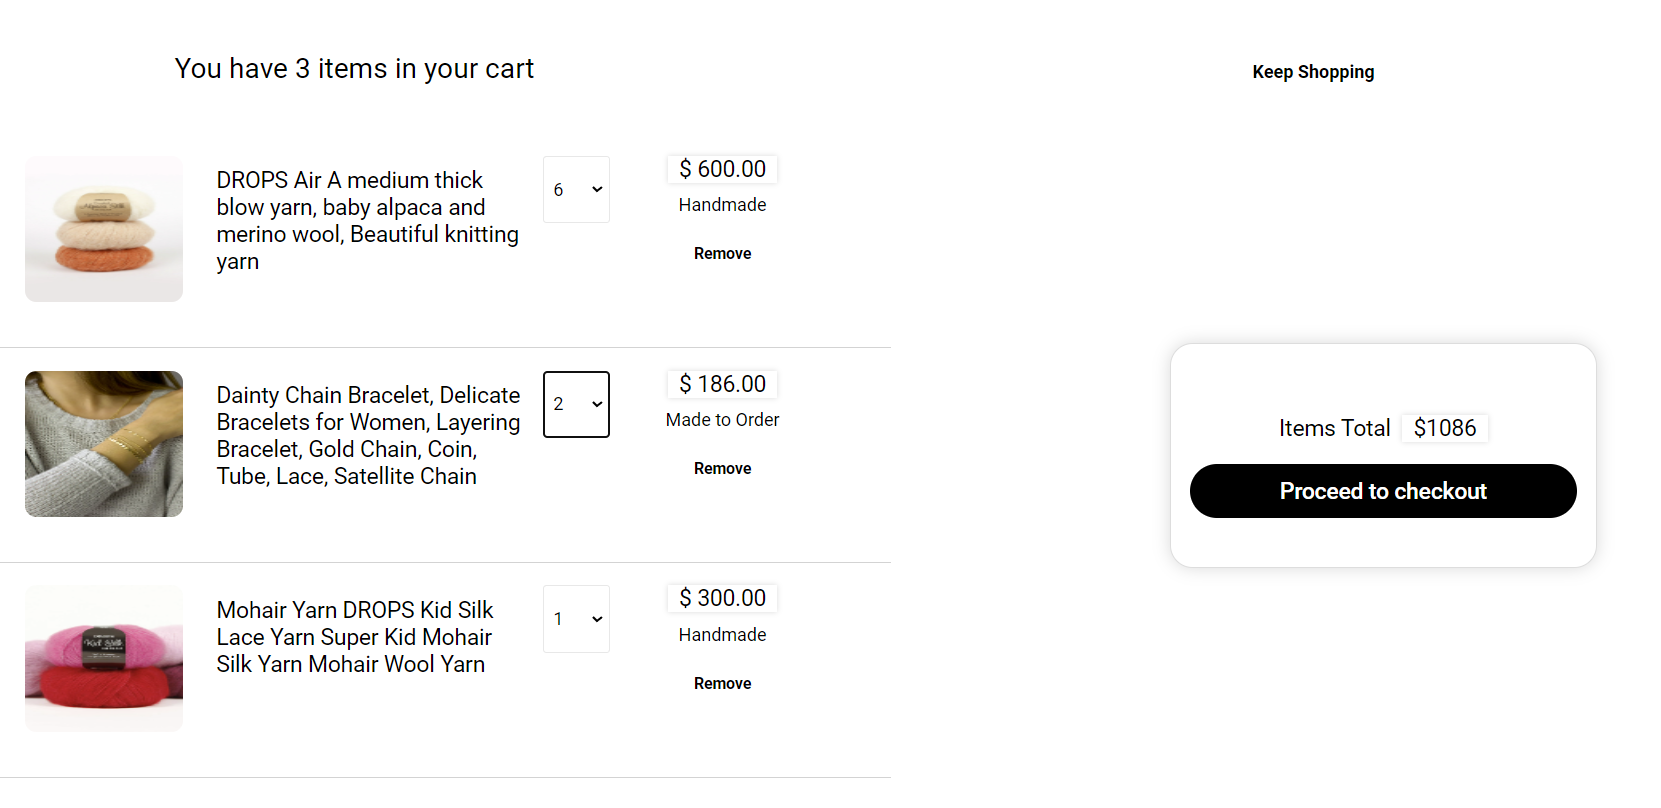 You have 3 items in your cart
Keep Shopping
DROPS Air A medium thick
blow yarn, baby alpaca and
merino wool, Beautiful knitting
yarn
6
$ 600.00
Handmade
Remove
Dainty Chain Bracelet, Delicate
Bracelets for Women, Layering
Bracelet, Gold Chain, Coin,
Tube, Lace, Satellite Chain
2
$ 186.00
Made to Order
Remove
Items Total $1086
Proceed to checkout
Mohair Yarn DROPS Kid Silk
Lace Yarn Super Kid Mohair
Silk Yarn Mohair Wool Yarn
1
$ 300.00
Handmade
Remove
Kid-Silk